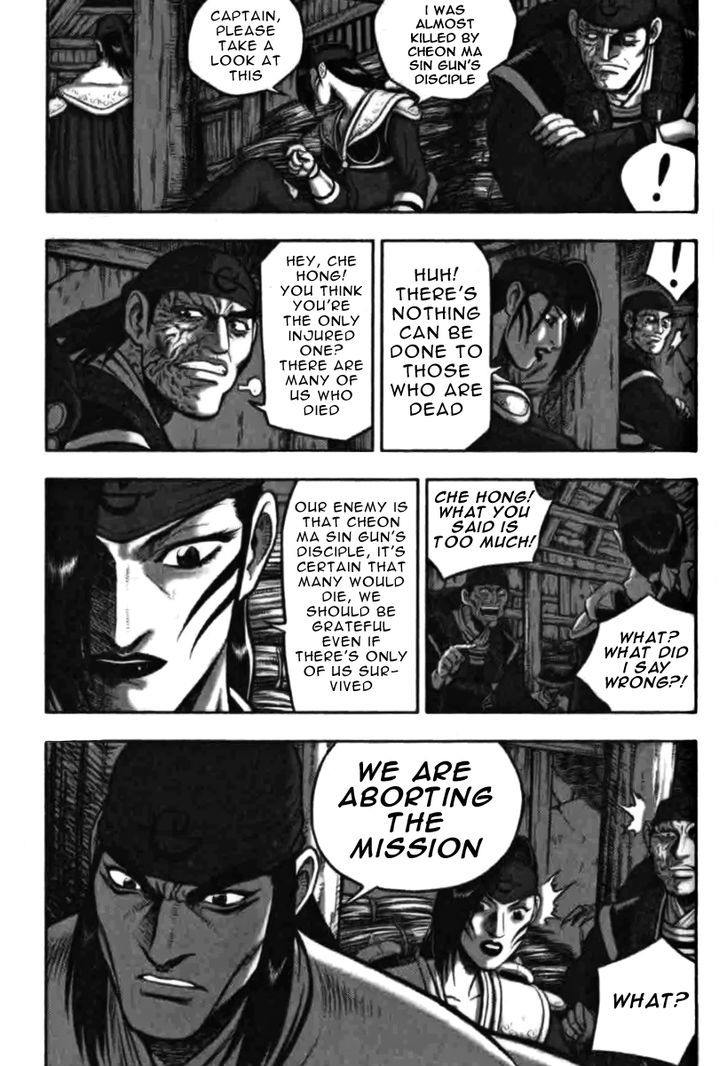 CAPTAIN,
PLEASE
TAKE A
LOOK AT
THIS
I WAS
ALMOST
KILLED BY
CHEON MA
SIN GUN'S
DISCIPLE
!
HEY, CHE
HONG!
YOU THINK
YOU'RE
THE ONLY
INJURED
ONE?
THERE ARE
MANY OF
US WHO
DIED
HUH!
THERE'S
NOTHING
CAN BE
DONE TO
THOSE
WHO ARE
DEAD
!
OUR ENEMY IS
THAT CHEON
MA SIN GUN'S
DISCIPLE, IT'S
CERTAIN THAT
MANY WOULD
DIE, WE
SHOULD BE
GRATEFUL
EVEN IF
THERE'S ONLY
OF US SUR-
VIVED
CHE HONG!
WHAT YOU
SAID IS
TOO MUCH!
WHAT?
WHAT DID
I SAY
WRONG?!
WE ARE
ABORTING
THE
MISSION
WHAT?